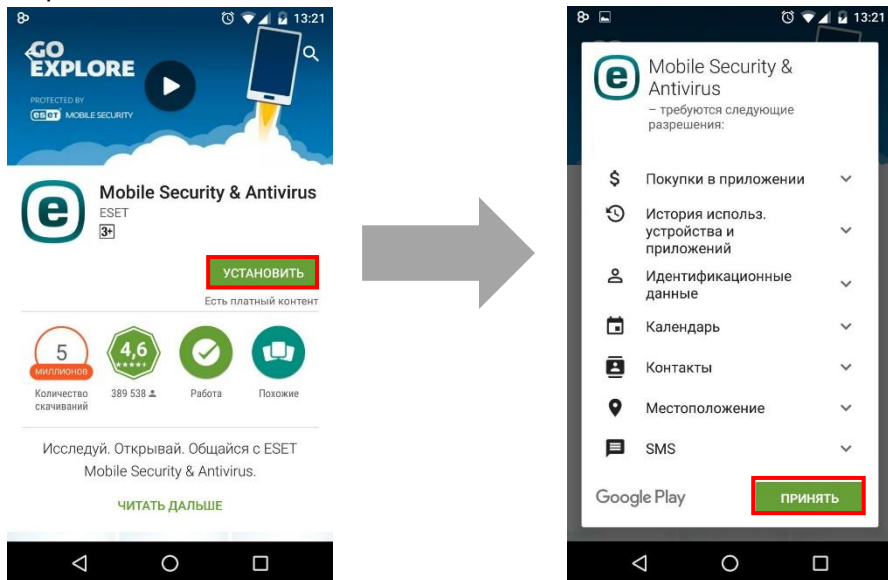 13:21
GO
EXPLORE
PROTECTED BY
eset MOBILE SECURITY
e
Mobile Security & Antivirus
ESET
3+
УСТАНОВИТЬ
Есть платный контент
5
МИЛЛИОНОВ
4,6
Количество
скачиваний
389 538
Работа
Похожие
Исследуй. Открывай. Общайся с ESET
Mobile Security & Antivirus.
ЧИТАТЬ ДАЛЬШЕ
13:21
e
Mobile Security &
Antivirus
– требуются следующие
разрешения:
$
Покупки в приложении
История использ.
устройства и
приложений
Идентификационные
данные
Календарь
Контакты
Местоположение
SMS
Google Play
ПРИНЯТЬ